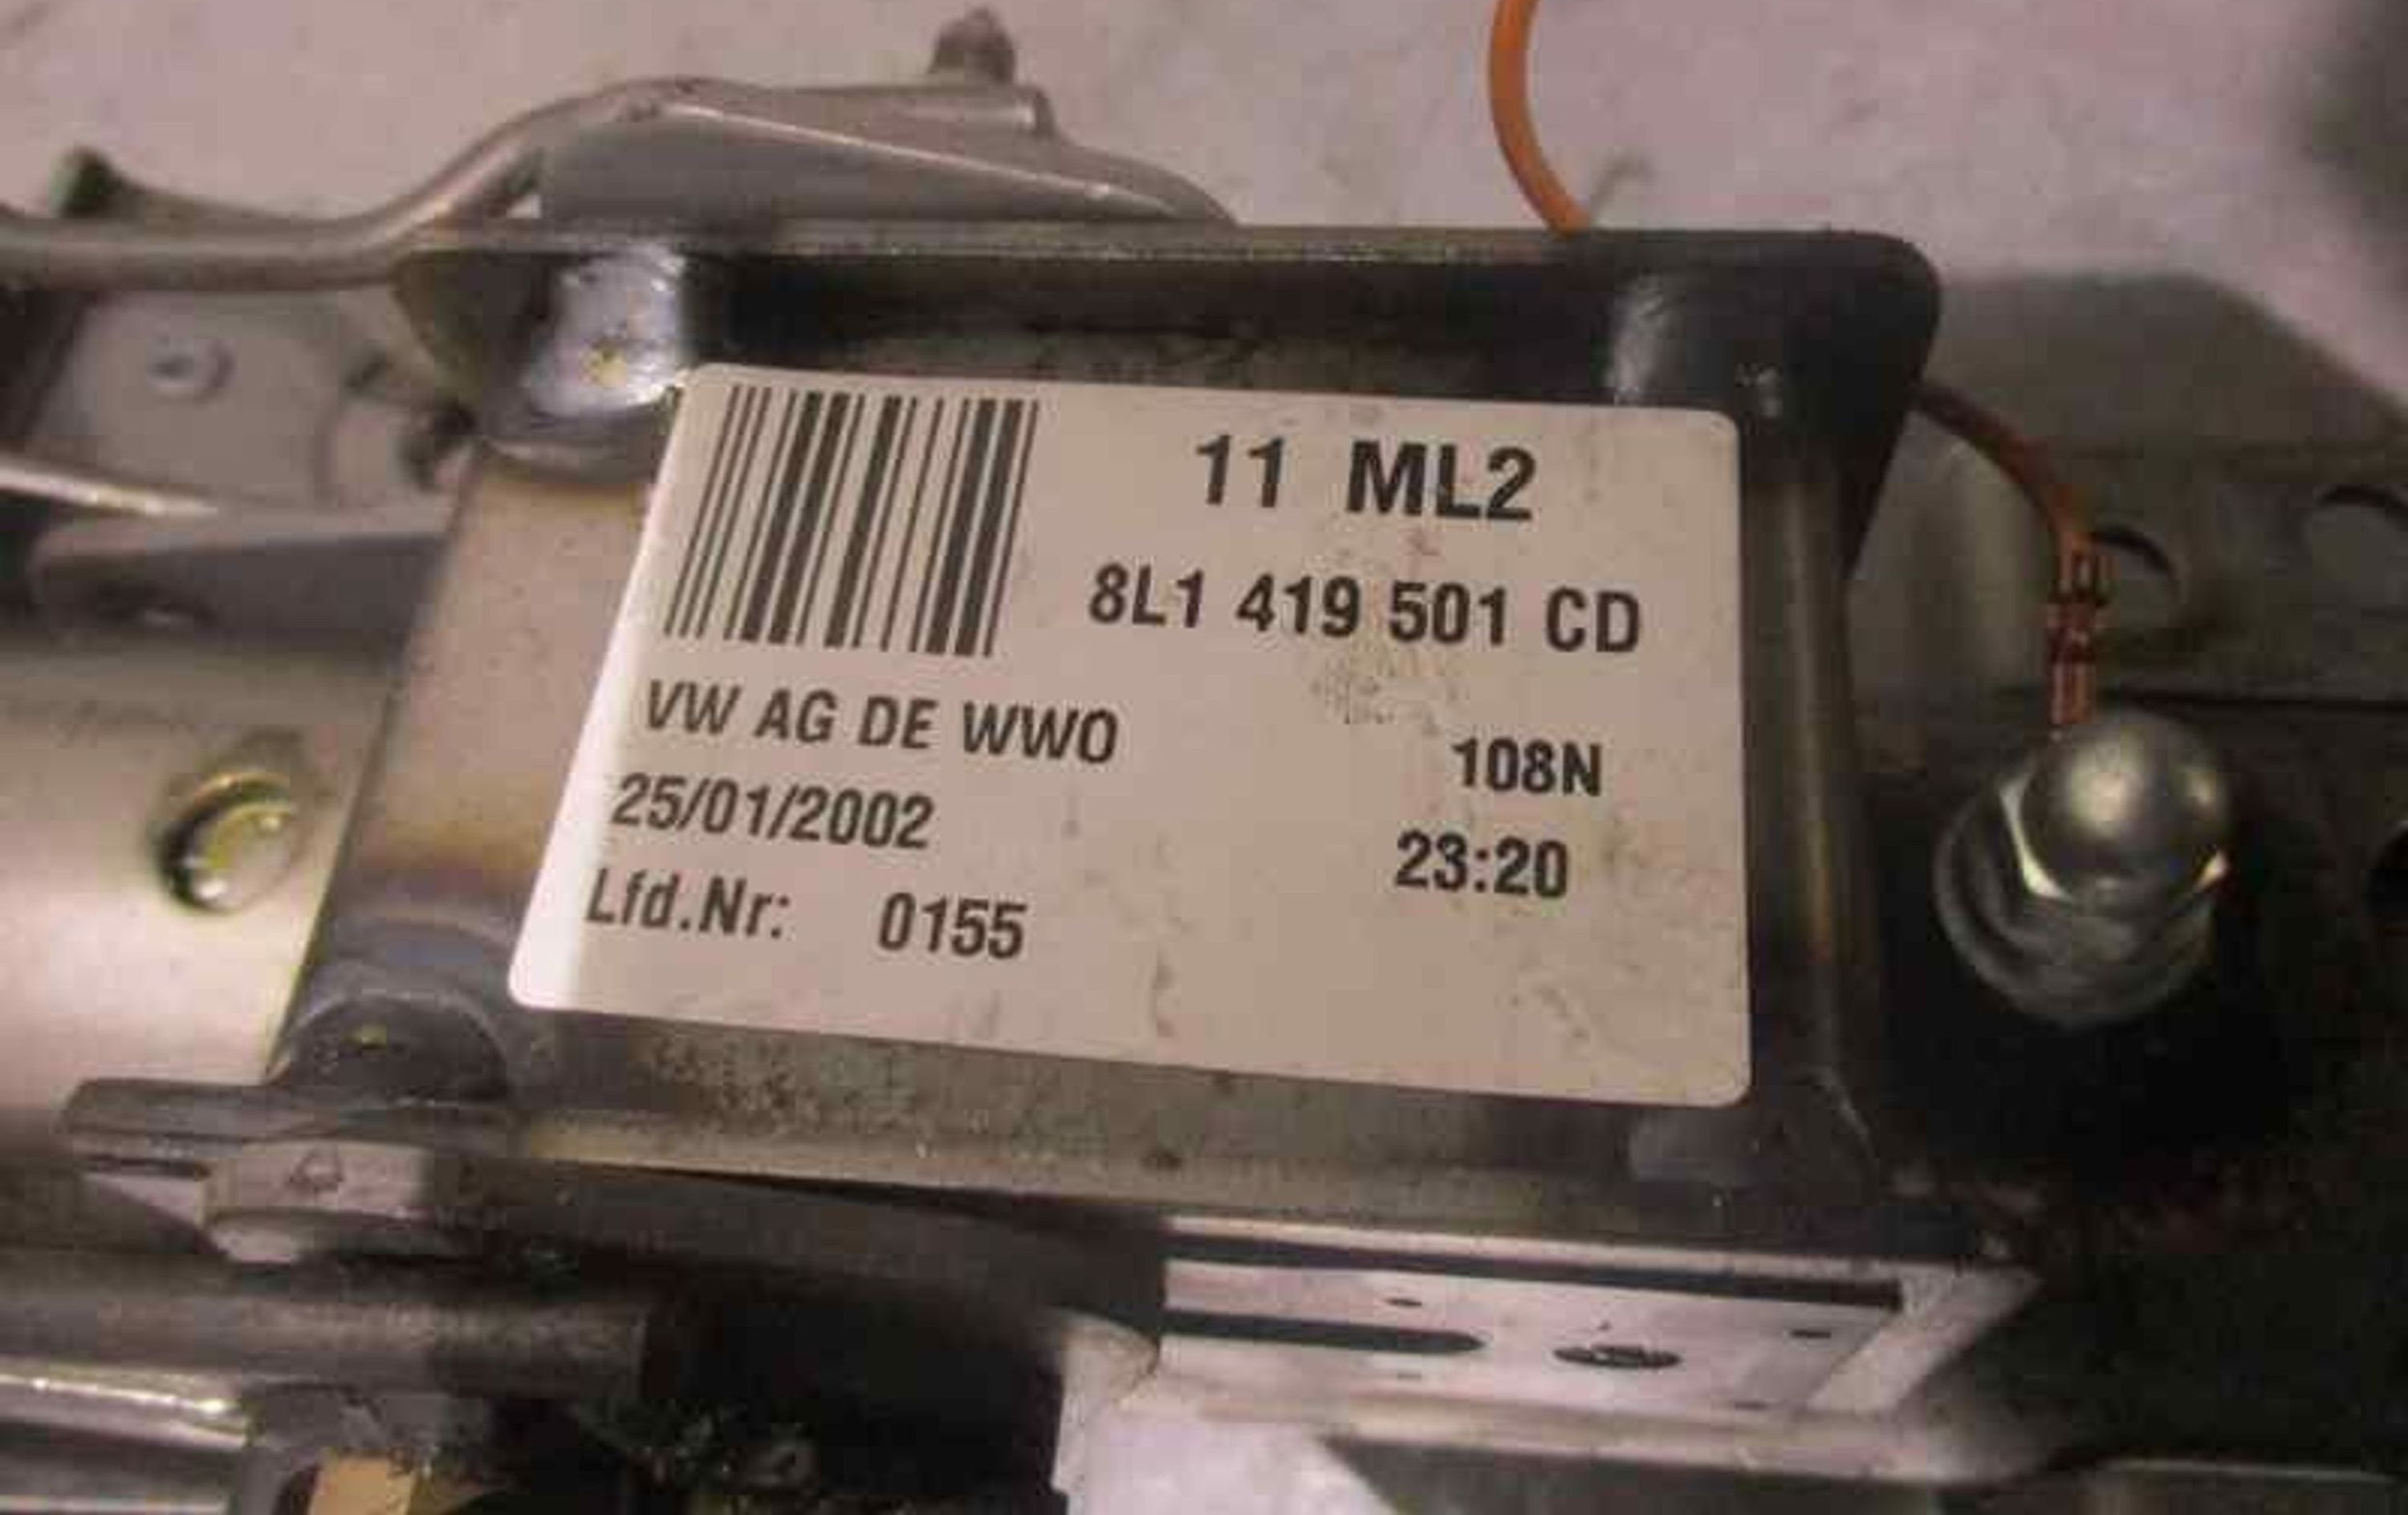 11 ML2
8L1 419 501 CD
VW AG DE WWO
108N
25/01/2002
23:20
Lfd.Nr: 0155